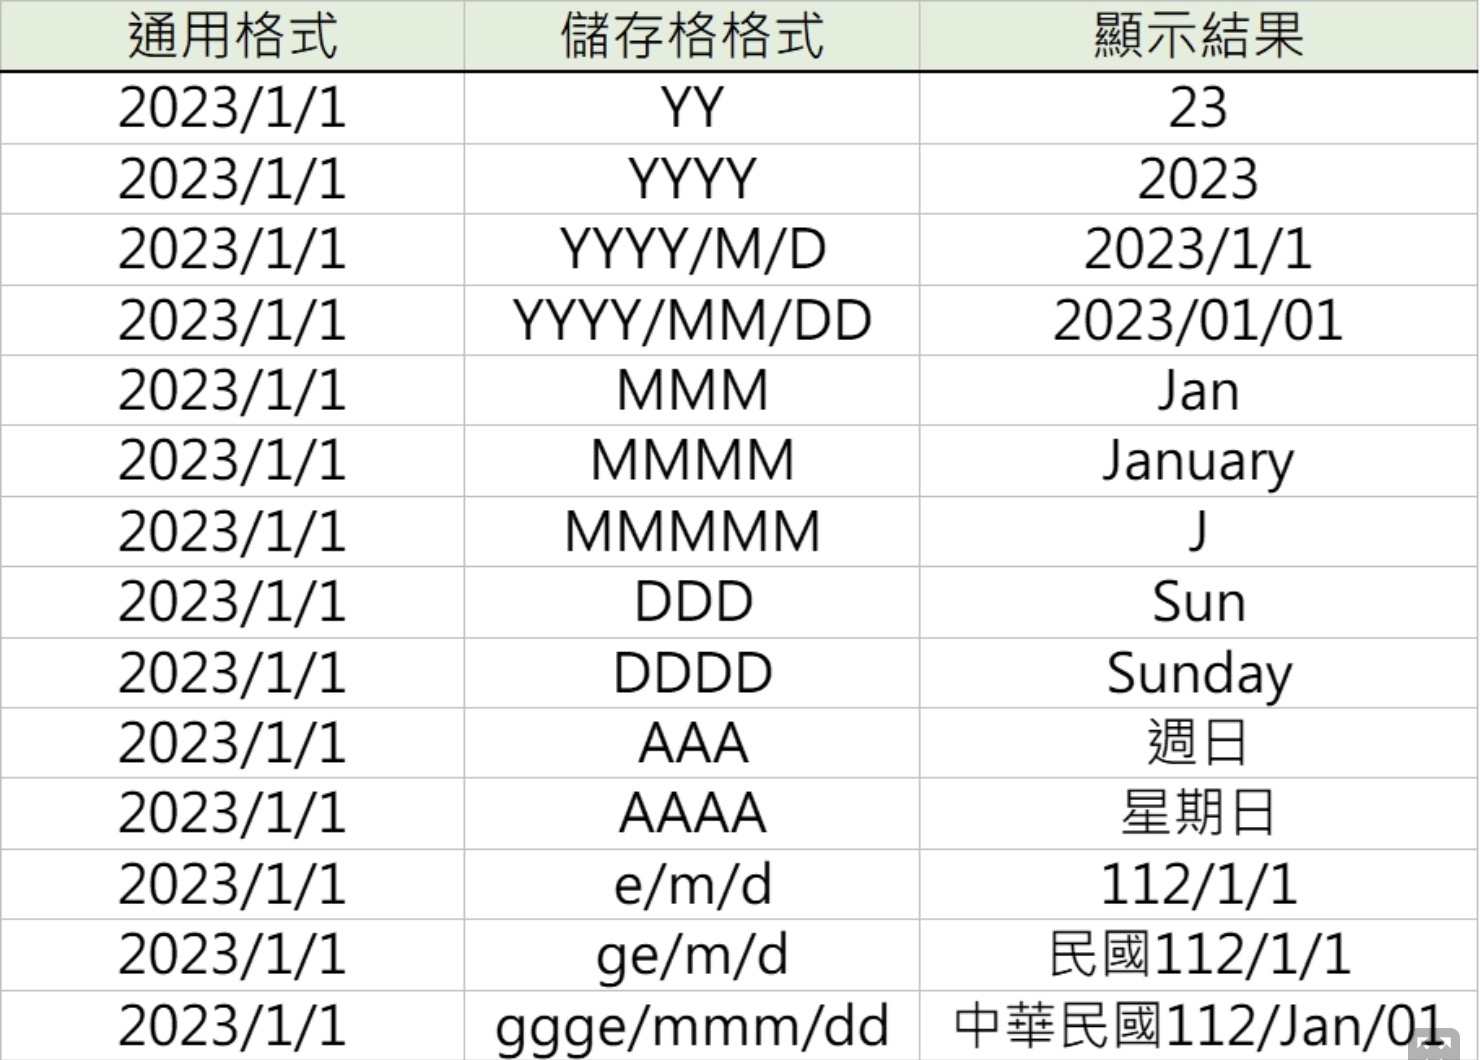 通用格式 儲存格格式 顯示結果
2023/1/1 YY 23
2023/1/1 YYYY 2023
2023/1/1 YYYY/M/D 2023/1/1
2023/1/1 YYYY/MM/DD 2023/01/01
2023/1/1 MMM Jan
2023/1/1 MMMM January
2023/1/1 MMMMM J
2023/1/1 DDD Sun
2023/1/1 DDDD Sunday
2023/1/1 AAA 週日
2023/1/1 AAAA 星期日
2023/1/1 e/m/d 112/1/1
2023/1/1 ge/m/d 民國112/1/1
2023/1/1 ggge/mmm/dd 中華民國112/Jan/01